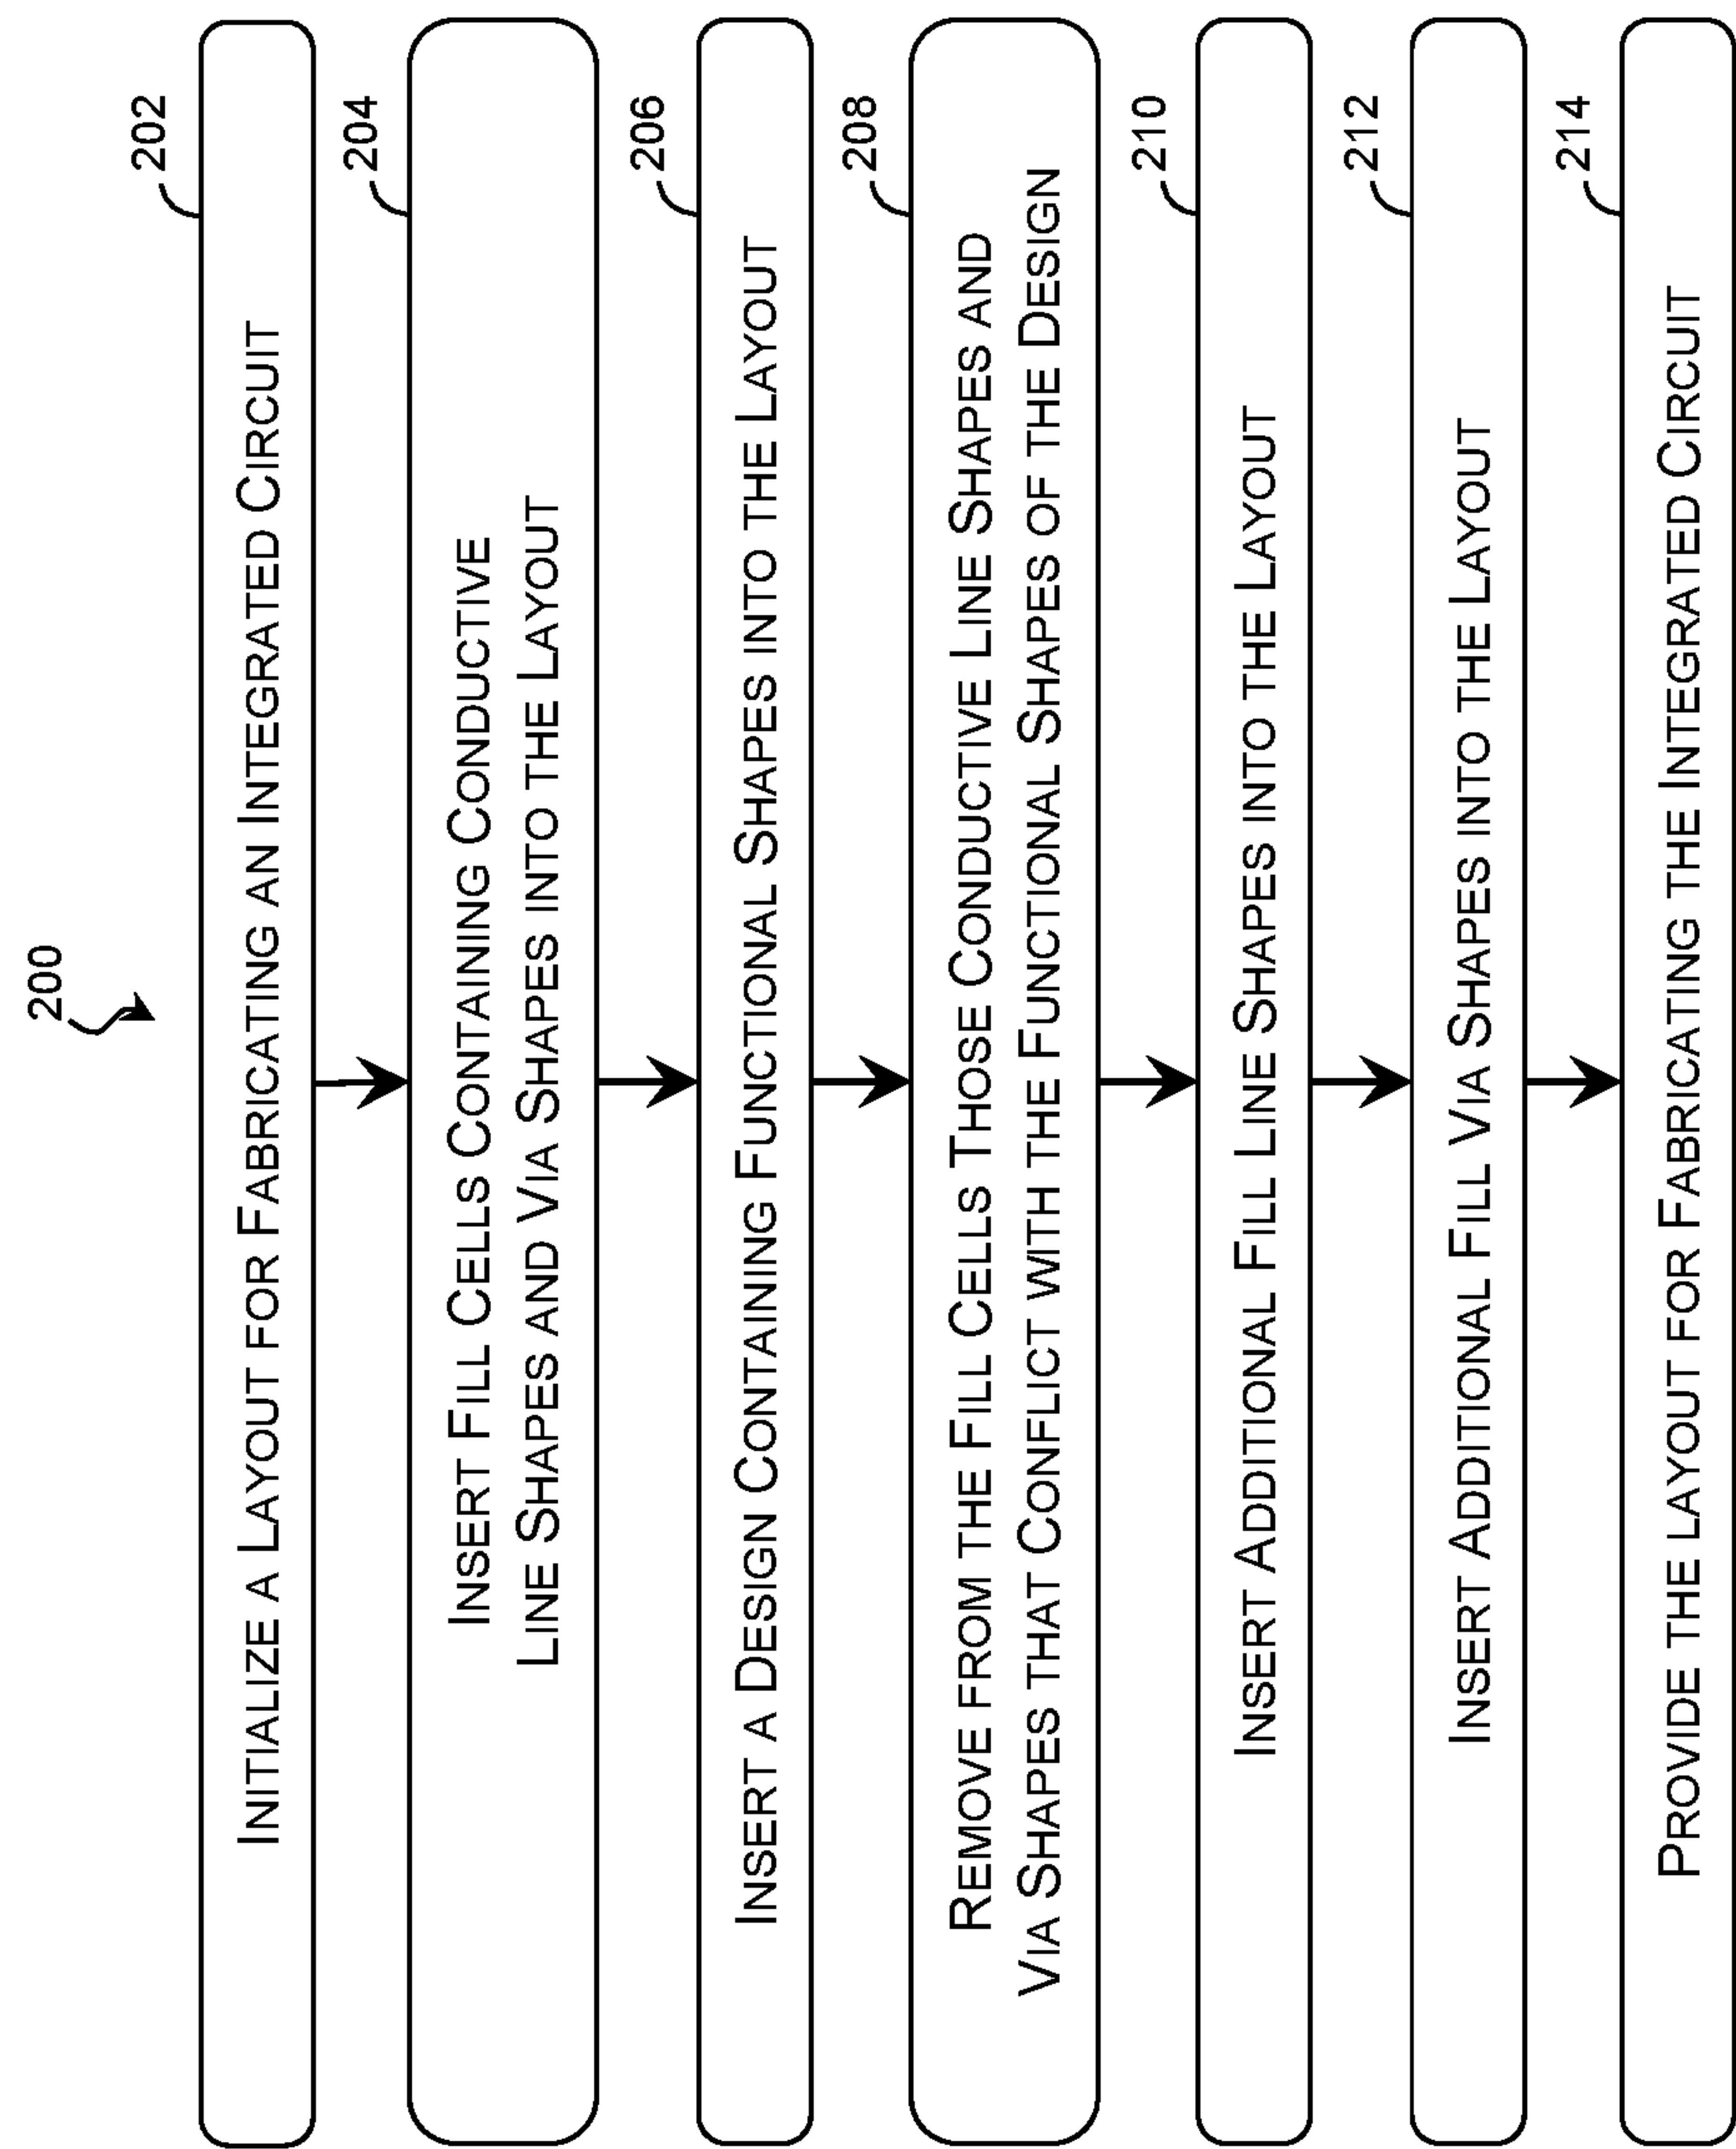 200
202
INITIALIZE A LAYOUT FOR FABRICATING AN INTEGRATED CIRCUIT
204
INSERT FILL CELLS CONTAINING CONDUCTIVE
LINE SHAPES AND VIA SHAPES INTO THE LAYOUT
206
INSERT A DESIGN CONTAINING FUNCTIONAL SHAPES INTO THE LAYOUT
208
REMOVE FROM THE FILL CELLS THOSE CONDUCTIVE LINE SHAPES AND
VIA SHAPES THAT CONFLICT WITH THE FUNCTIONAL SHAPES OF THE DESIGN
210
INSERT ADDITIONAL FILL LINE SHAPES INTO THE LAYOUT
212
INSERT ADDITIONAL FILL VIA SHAPES INTO THE LAYOUT
214
PROVIDE THE LAYOUT FOR FABRICATING THE INTEGRATED CIRCUIT